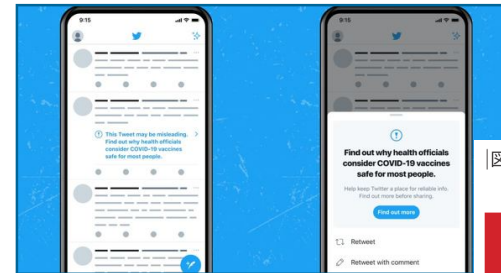 9:15
This Tweet may be misleading.
Find out why health officials
consider COVID-19 vaccines
safe for most people.
9:15
Find out why health officials
consider COVID-19 vaccines
safe for most people.
Help keep Twitter a place for reliable info.
Find out more before sharing.
Find out more
Retweet
Retweet with comment
図